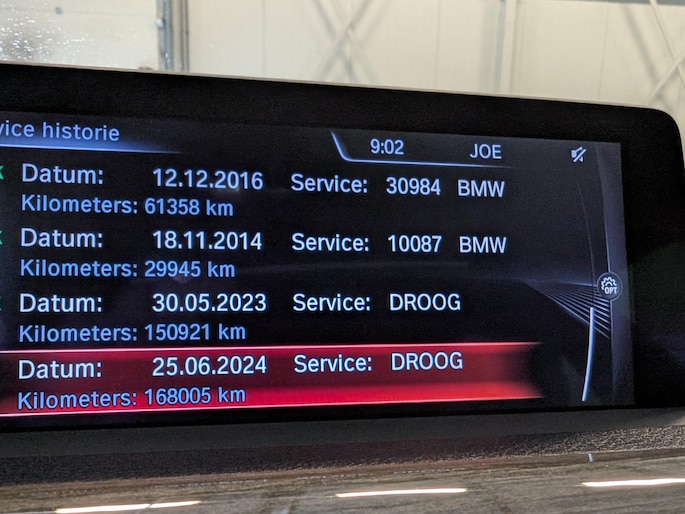 vice historie
9:02 JOE
Datum: 12.12.2016 Service: 30984 BMW
Kilometers: 61358 km
Datum: 18.11.2014 Service: 10087 BMW
Kilometers: 29945 km
OPT
Datum: 30.05.2023 Service: DROOG
Kilometers: 150921 km
Datum: 25.06.2024 Service: DROOG
Kilometers: 168005 km